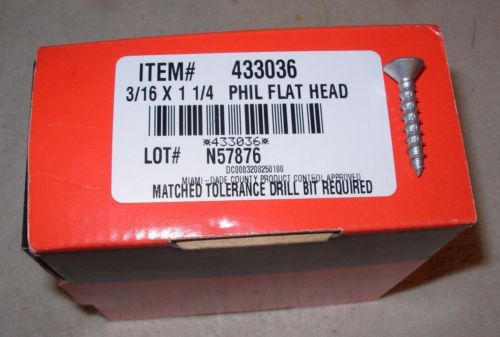 ITEM# 433036
3/16 X 1 1/4 PHIL FLAT HEAD
*433036*
LOT# N57876
DC0003208250100
MIAMI-DADE COUNTY PRODUCT CONTROL APPROVED
MATCHED TOLERANCE DRILL BIT REQUIRED